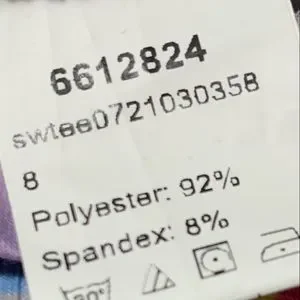 6612824
swtee0721030358
8
Polyester: 92%
Spandex: 8%